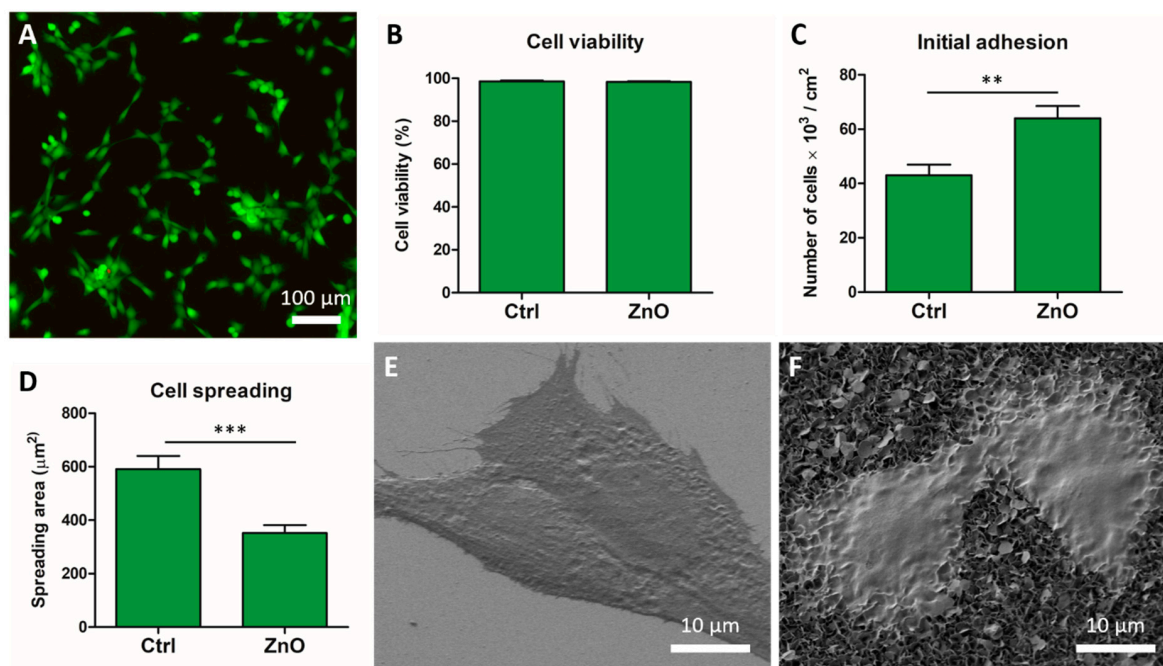 A
100 µm
B
Cell viability
Cell viability (%)
100
80
60
40
20
0
Ctrl
ZnO
C
Initial adhesion
Number of cells × 10³ / cm²
80
60
40
20
0
**
Ctrl
ZnO
D
Cell spreading
Spreading area (µm²)
800
600
400
200
0
***
Ctrl
ZnO
E
10 µm
F
10 µm